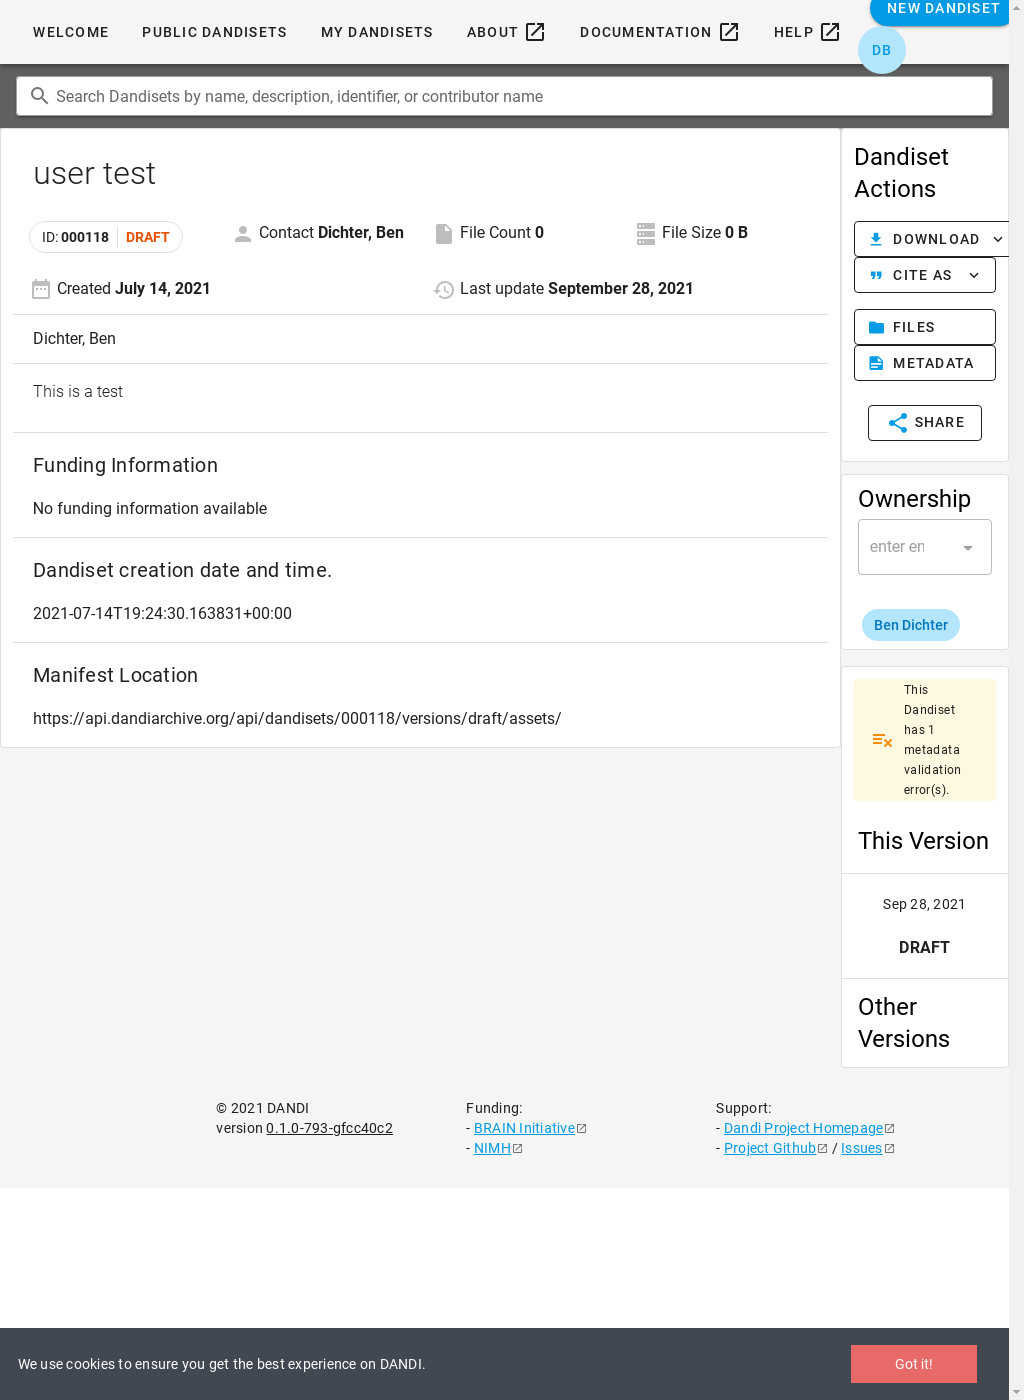 WELCOME PUBLIC DANDISETS MY DANDISETS ABOUT DOCUMENTATION HELP NEW DANDISET
DB
Search Dandisets by name, description, identifier, or contributor name
user test
ID: 000118 DRAFT
Contact Dichter, Ben
File Count 0
File Size 0 B
Created July 14, 2021
Last update September 28, 2021
Dichter, Ben
This is a test
Funding Information
No funding information available
Dandiset creation date and time.
2021-07-14T19:24:30.163831+00:00
Manifest Location
https://api.dandiarchive.org/api/dandisets/000118/versions/draft/assets/
Dandiset
Actions
DOWNLOAD
CITE AS
FILES
METADATA
SHARE
Ownership
enter en
Ben Dichter
This
Dandiset
has 1
metadata
validation
error(s).
This Version
Sep 28, 2021
DRAFT
Other
Versions
© 2021 DANDI
version 0.1.0-793-gfcc40c2
Funding:
- BRAIN Initiative
- NIMH
Support:
- Dandi Project Homepage
- Project Github / Issues
We use cookies to ensure you get the best experience on DANDI.
Got it!